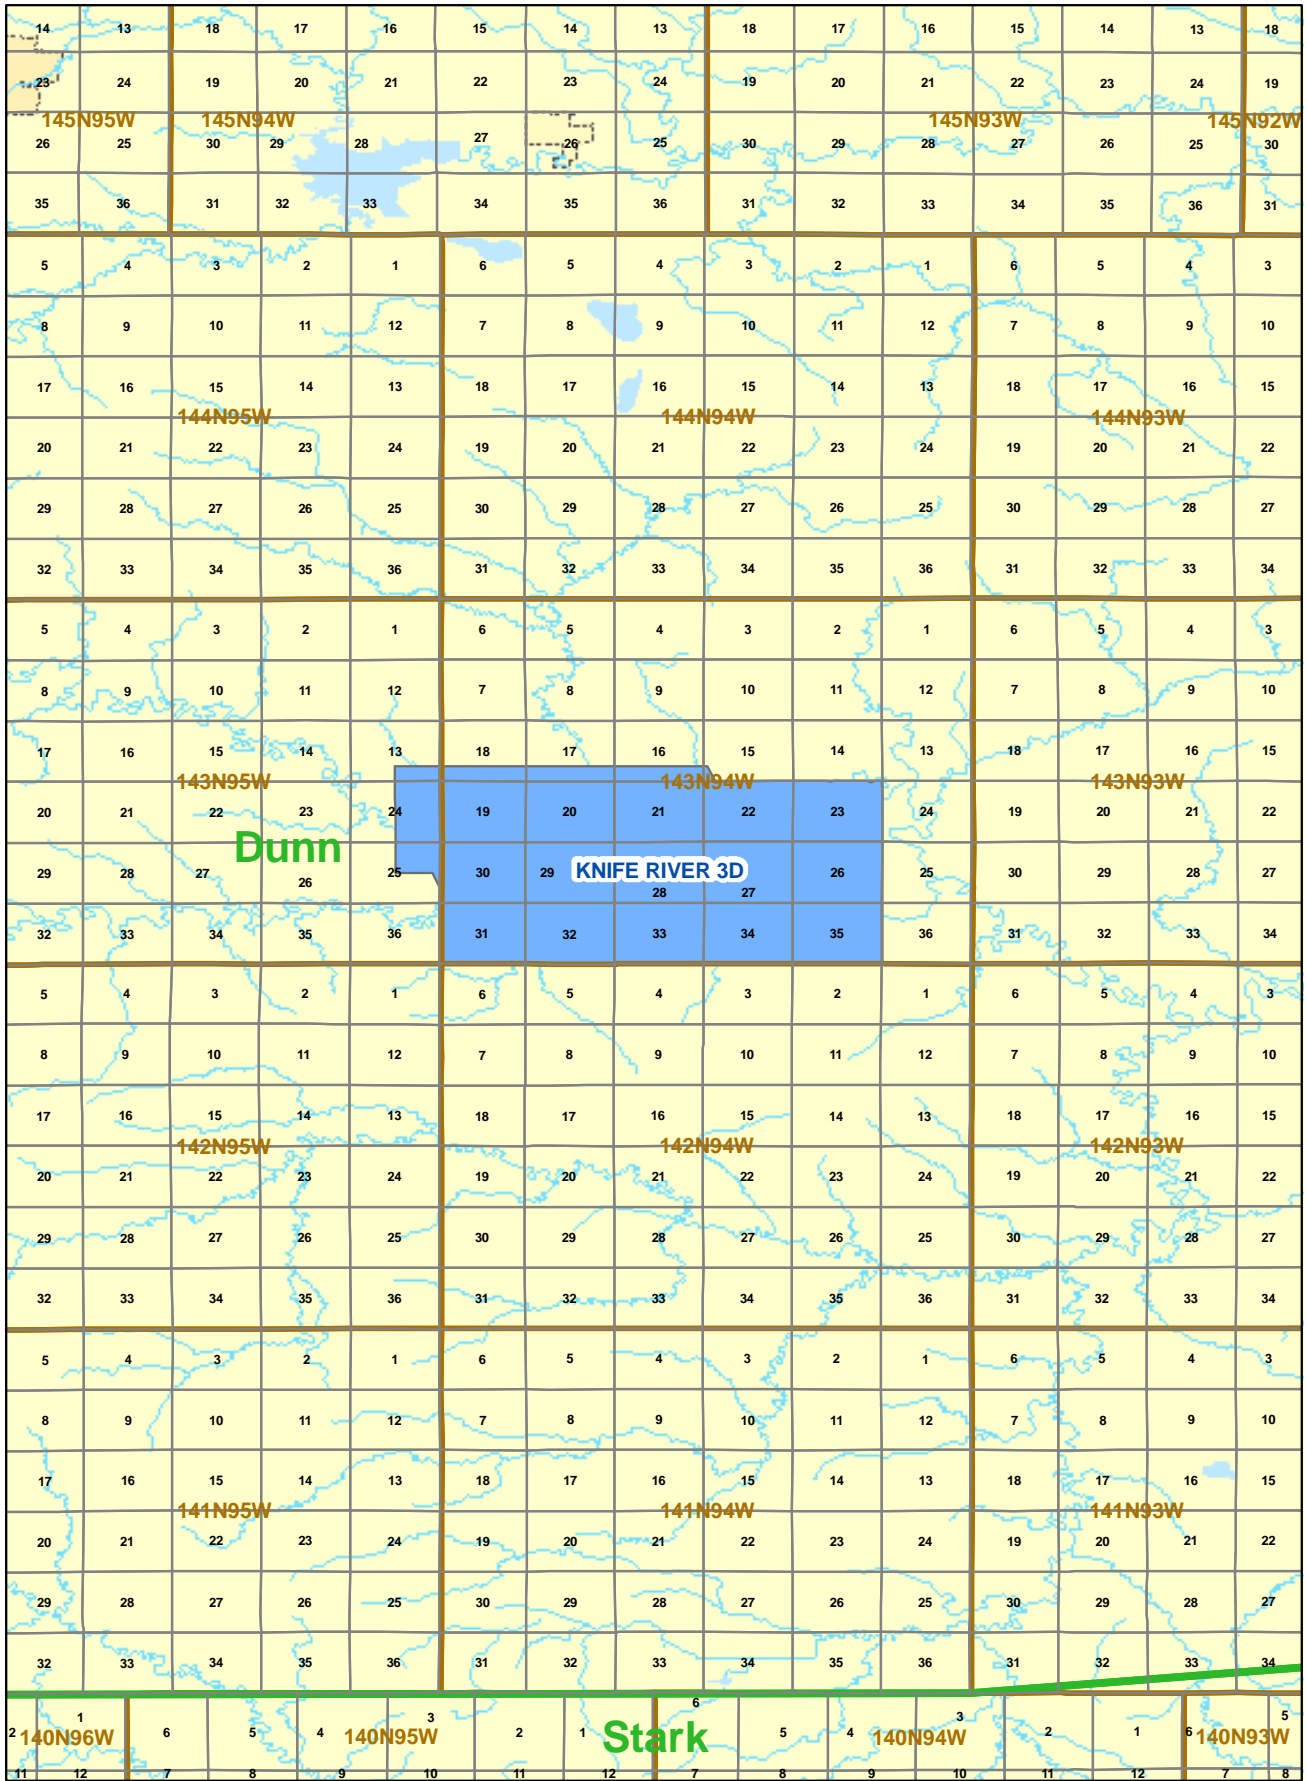 14 13 18 17 16 15 14 13 18 17 16 15 14 13 18
23 24 19 20 21 22 23 24 19 20 21 22 23 24 19
145N95W 145N94W 145N93W 145N92W
26 25 30 29 28 27 26 25 30 29 28 27 26 25 30
35 36 31 32 33 34 35 36 31 32 33 34 35 36 31
5 4 3 2 1 6 5 4 3 2 1 6 5 4 3
8 9 10 11 12 7 8 9 10 11 12 7 8 9 10
17 16 15 14 13 18 17 16 15 14 13 18 17 16 15
144N95W 144N94W 144N93W
20 21 22 23 24 19 20 21 22 23 24 19 20 21 22
29 28 27 26 25 30 29 28 27 26 25 30 29 28 27
32 33 34 35 36 31 32 33 34 35 36 31 32 33 34
5 4 3 2 1 6 5 4 3 2 1 6 5 4 3
8 9 10 11 12 7 8 9 10 11 12 7 8 9 10
17 16 15 14 13 18 17 16 15 14 13 18 17 16 15
143N95W 143N94W 143N93W
20 21 22 23 24 19 20 21 22 23 24 19 20 21 22
Dunn
29 28 27 26 25 30 29 KNIFE RIVER 3D 28 27 26 25 30 29 28 27
32 33 34 35 36 31 32 33 34 35 36 31 32 33 34
5 4 3 2 1 6 5 4 3 2 1 6 5 4 3
8 9 10 11 12 7 8 9 10 11 12 7 8 9 10
17 16 15 14 13 18 17 16 15 14 13 18 17 16 15
142N95W 142N94W 142N93W
20 21 22 23 24 19 20 21 22 23 24 19 20 21 22
29 28 27 26 25 30 29 28 27 26 25 30 29 28 27
32 33 34 35 36 31 32 33 34 35 36 31 32 33 34
5 4 3 2 1 6 5 4 3 2 1 6 5 4 3
8 9 10 11 12 7 8 9 10 11 12 7 8 9 10
17 16 15 14 13 18 17 16 15 14 13 18 17 16 15
141N95W 141N94W 141N93W
20 21 22 23 24 19 20 21 22 23 24 19 20 21 22
29 28 27 26 25 30 29 28 27 26 25 30 29 28 27
32 33 34 35 36 31 32 33 34 35 36 31 32 33 34
2 1 6 5 4 3 2 1 6 5 4 3 2 1 6 5
140N96W 140N95W Stark 140N94W 140N93W
11 12 7 8 9 10 11 12 7 8 9 10 11 12 7 8